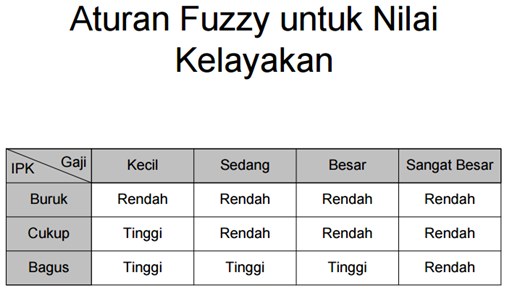 Aturan Fuzzy untuk Nilai
Kelayakan
IPK Gaji Kecil Sedang Besar Sangat Besar
Buruk Rendah Rendah Rendah Rendah
Cukup Tinggi Rendah Rendah Rendah
Bagus Tinggi Tinggi Tinggi Rendah